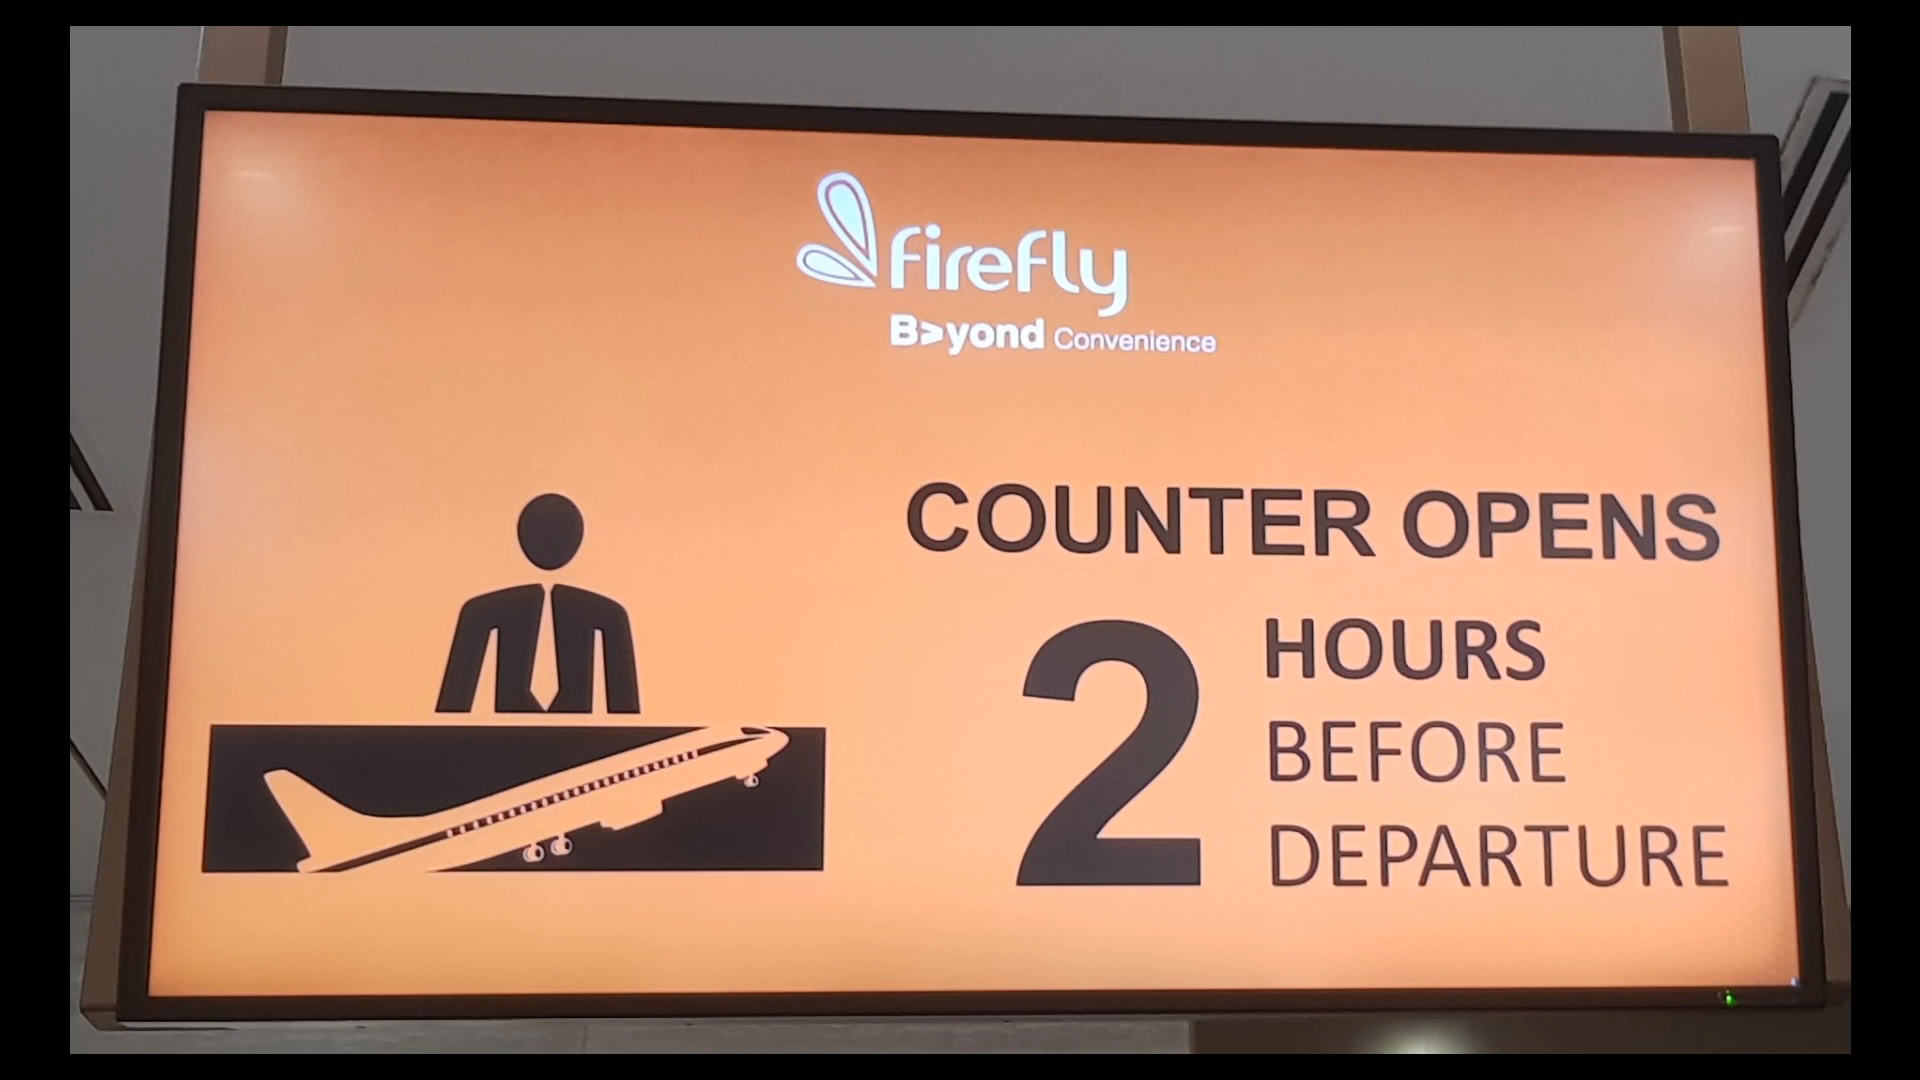 firefly
B>yond Convenience
COUNTER OPENS
2 HOURS
BEFORE
DEPARTURE